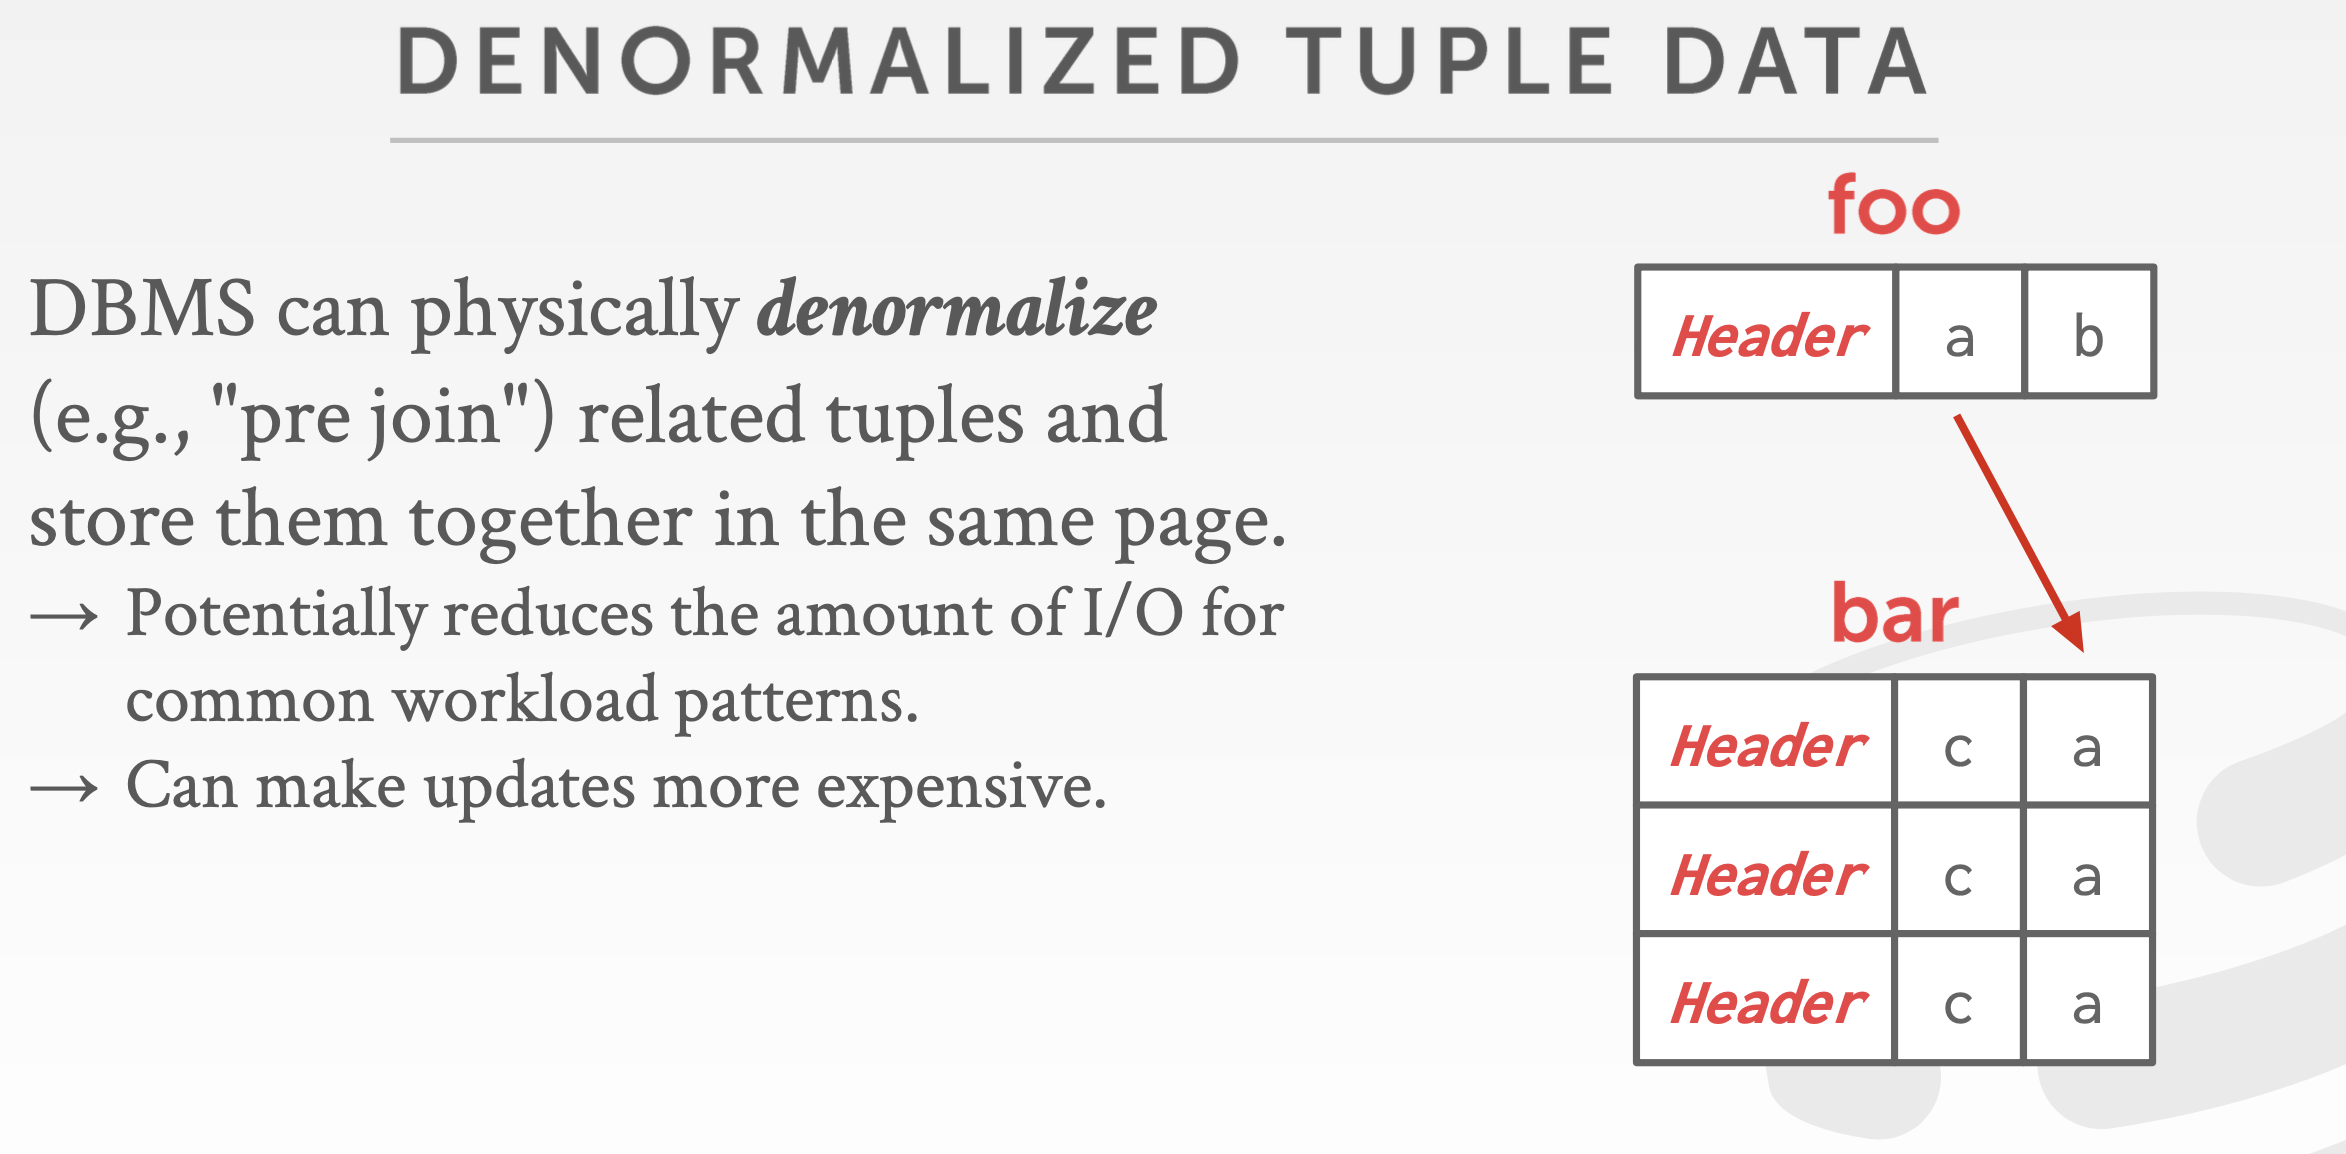 DENORMALIZED TUPLE DATA
DBMS can physically denormalize
(e.g., "pre join") related tuples and
store them together in the same page.
→ Potentially reduces the amount of I/O for
common workload patterns.
→ Can make updates more expensive.
foo
Header a b
bar
Header c a
Header c a
Header c a